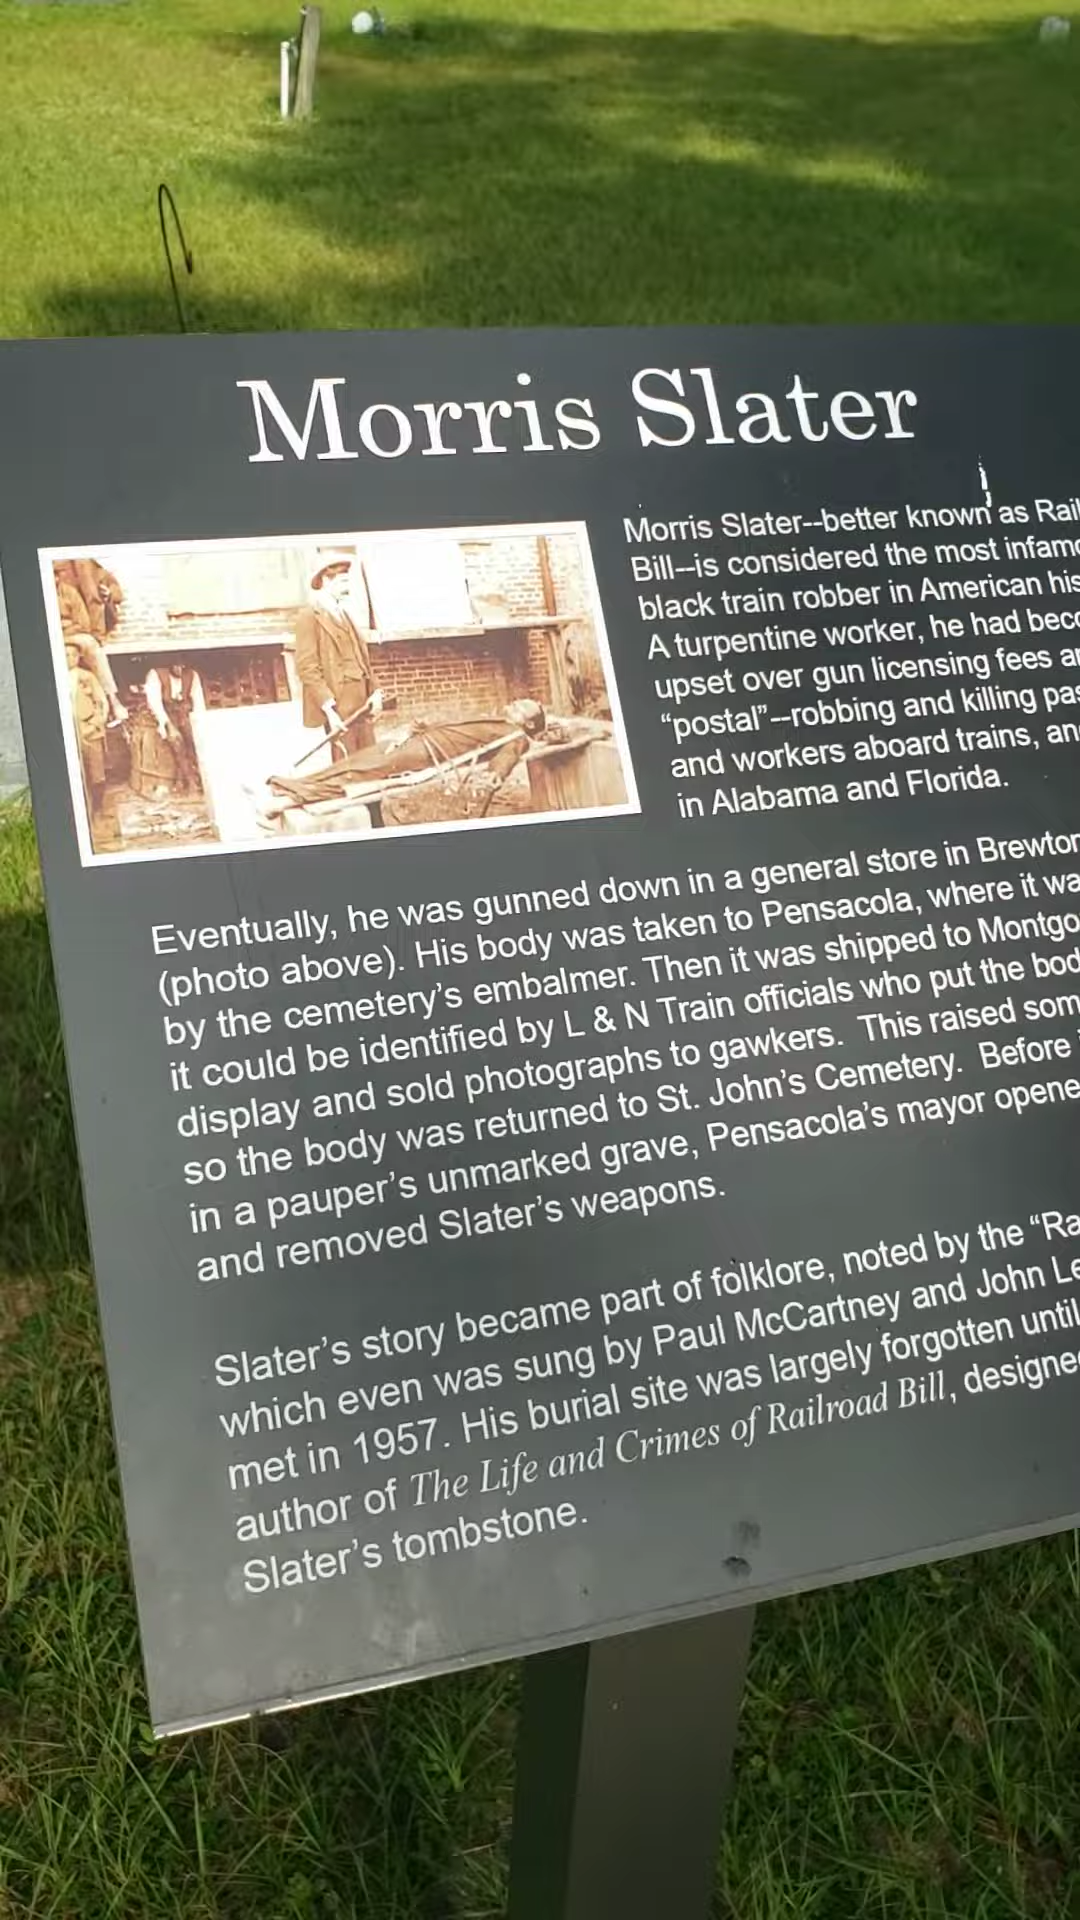 Morris Slater
Morris Slater--better known as Rail
Bill--is considered the most infamo
black train robber in American his
A turpentine worker, he had beco
upset over gun licensing fees a
“postal”--robbing and killing pas
and workers aboard trains, an
in Alabama and Florida.
Eventually, he was gunned down in a general store in Brewton
(photo above). His body was taken to Pensacola, where it wa
by the cemetery’s embalmer. Then it was shipped to Montgo
it could be identified by L & N Train officials who put the bod
display and sold photographs to gawkers. This raised som
so the body was returned to St. John’s Cemetery. Before
in a pauper’s unmarked grave, Pensacola’s mayor opene
and removed Slater’s weapons.
Slater’s story became part of folklore, noted by the “Ra
which even was sung by Paul McCartney and John Le
met in 1957. His burial site was largely forgotten until
author of The Life and Crimes of Railroad Bill, designe
Slater’s tombstone.